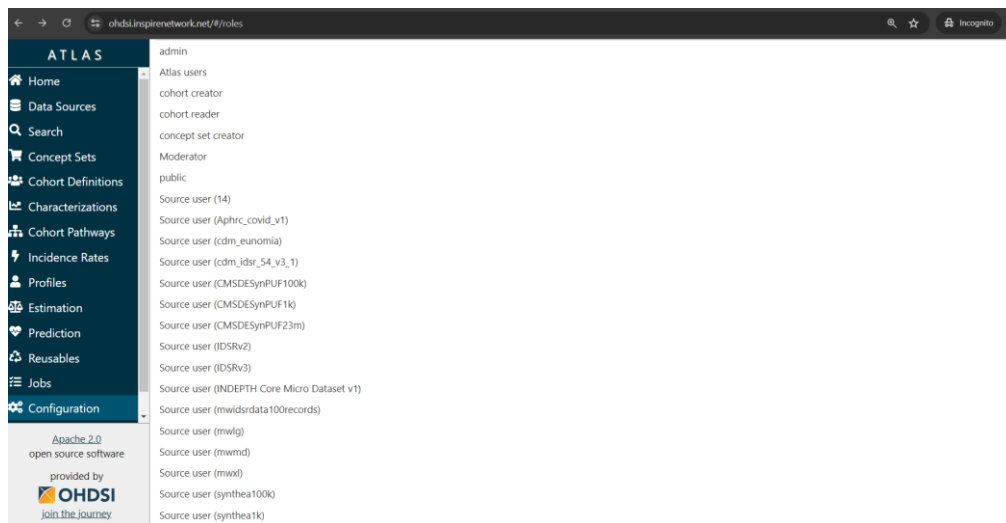 ohdsi.inspirenetwork.net/#/roles
Incognito
ATLAS
Home
Data Sources
Search
Concept Sets
Cohort Definitions
Characterizations
Cohort Pathways
Incidence Rates
Profiles
Estimation
Prediction
Reusables
Jobs
Configuration
Apache 2.0
open source software
provided by
OHDSI
join the journey
admin
Atlas users
cohort creator
cohort reader
concept set creator
Moderator
public
Source user (14)
Source user (Aphrc_covid_v1)
Source user (cdm_eunomia)
Source user (cdm_idsr_54_v3_1)
Source user (CMSDESynPUF100k)
Source user (CMSDESynPUF1k)
Source user (CMSDESynPUF23m)
Source user (IDSRv2)
Source user (IDSRv3)
Source user (INDEPTH Core Micro Dataset v1)
Source user (mwidsrdata100records)
Source user (mwlg)
Source user (mwmd)
Source user (mwxl)
Source user (synthea100k)
Source user (synthea1k)